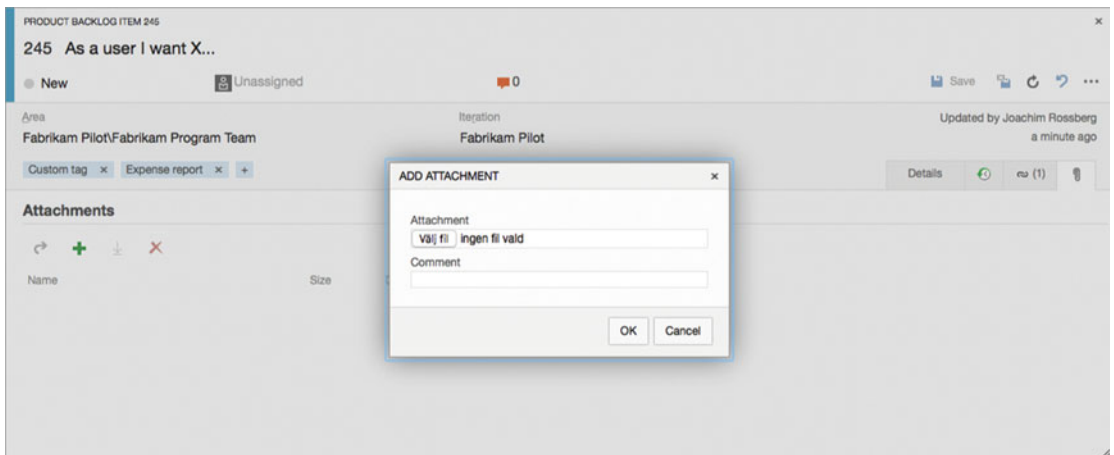 PRODUCT BACKLOG ITEM 245
245 As a user I want X...
New
Unassigned
0
Save
Area
Iteration
Updated by Joachim Rossberg
Fabrikam Pilot\Fabrikam Program Team
Fabrikam Pilot
a minute ago
Custom tag × Expense report × +
Details
(1)
Attachments
Name
Size
ADD ATTACHMENT
Attachment
Välj fil ingen fil vald
Comment
OK
Cancel